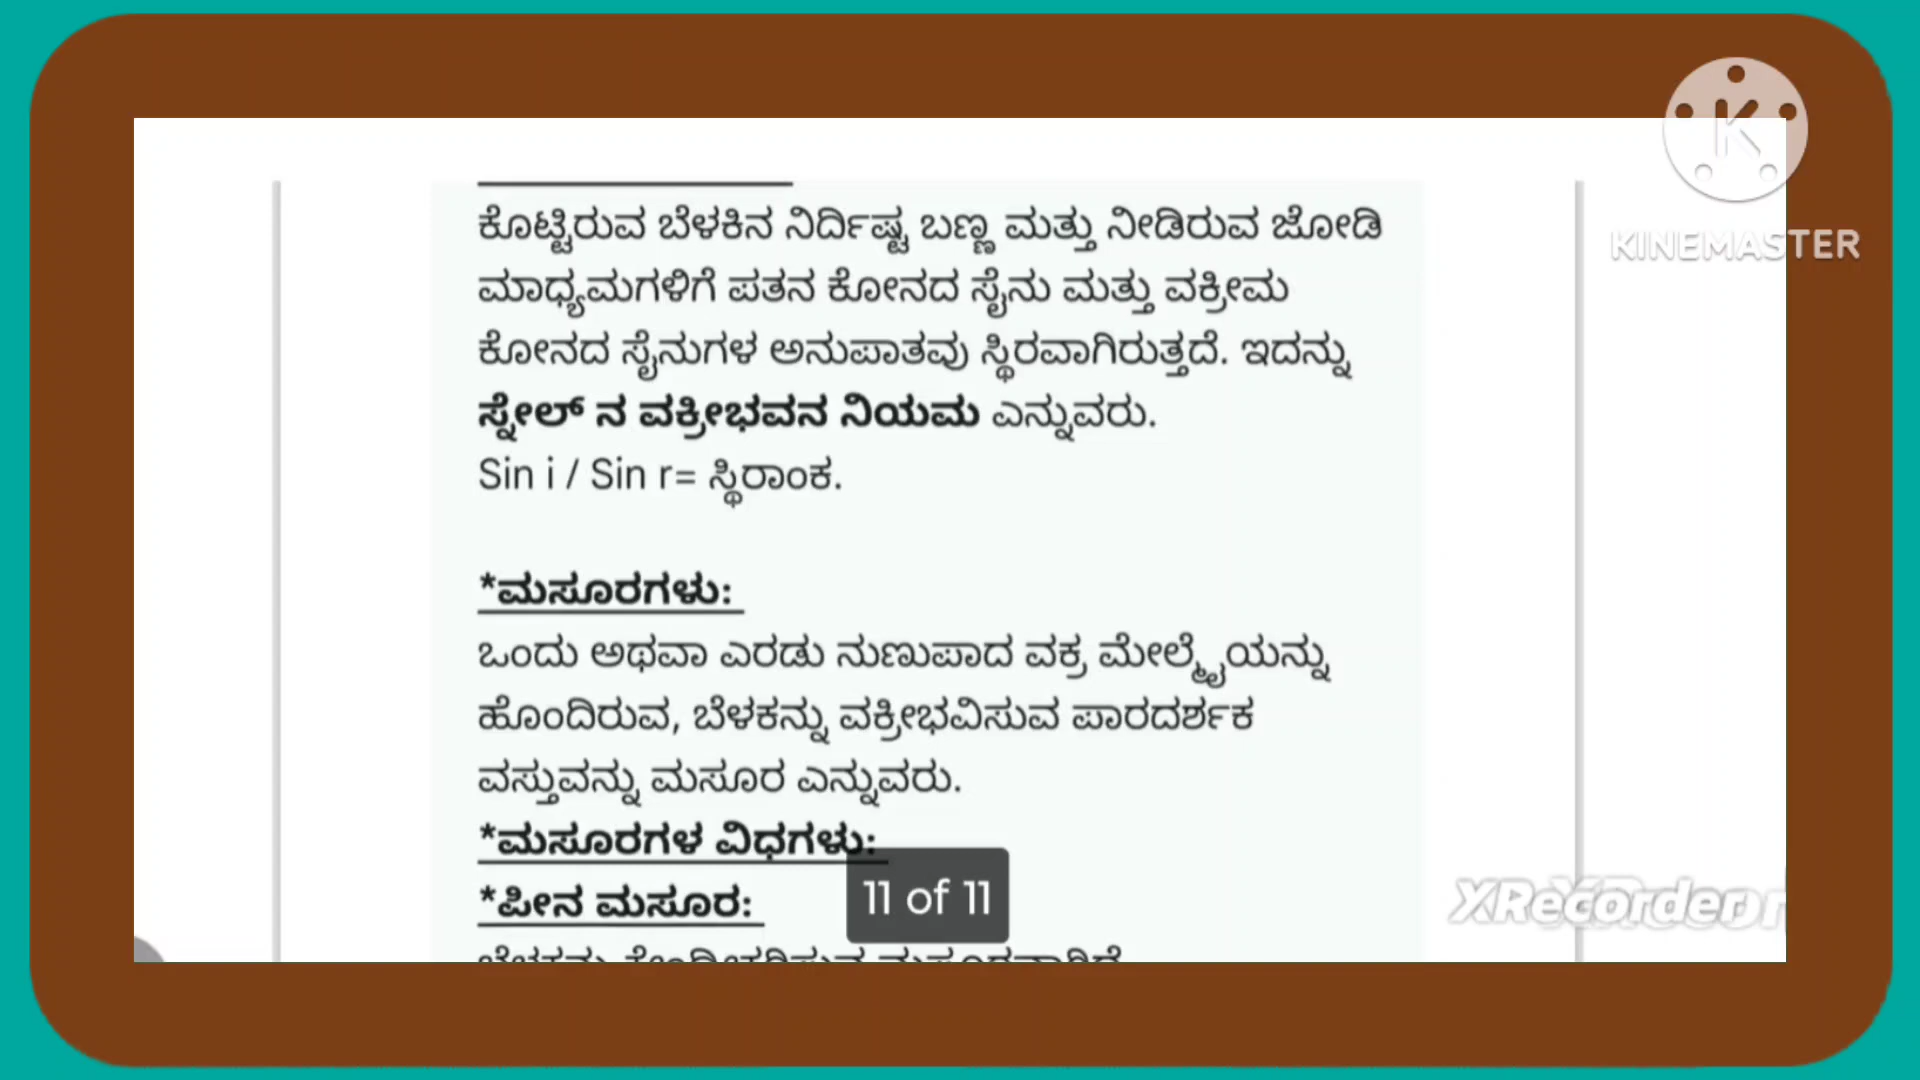 ಕೊಟ್ಟಿರುವ ಬೆಳಕಿನ ನಿರ್ದಿಷ್ಟ ಬಣ್ಣ ಮತ್ತು ನೀಡಿರುವ ಜೋಡಿ
ಮಾಧ್ಯಮಗಳಿಗೆ ಪತನ ಕೋನದ ಸೈನು ಮತ್ತು ವಕ್ರೀಮ
ಕೋನದ ಸೈನುಗಳ ಅನುಪಾತವು ಸ್ಥಿರವಾಗಿರುತ್ತದೆ. ಇದನ್ನು
ಸ್ನೇಲ್ ನ ವಕ್ರೀಭವನ ನಿಯಮ ಎನ್ನುವರು.
Sin i / Sin r= ಸ್ಥಿರಾಂಕ.
*ಮಸೂರಗಳು:
ಒಂದು ಅಥವಾ ಎರಡು ನುಣುಪಾದ ವಕ್ರ ಮೇಲ್ಮೈಯನ್ನು
ಹೊಂದಿರುವ, ಬೆಳಕನ್ನು ವಕ್ರೀಭವಿಸುವ ಪಾರದರ್ಶಕ
ವಸ್ತುವನ್ನು ಮಸೂರ ಎನ್ನುವರು.
*ಮಸೂರಗಳ ವಿಧಗಳು:
*ಪೀನ ಮಸೂರ:
11 of 11
KINEMASTER
XRecorder